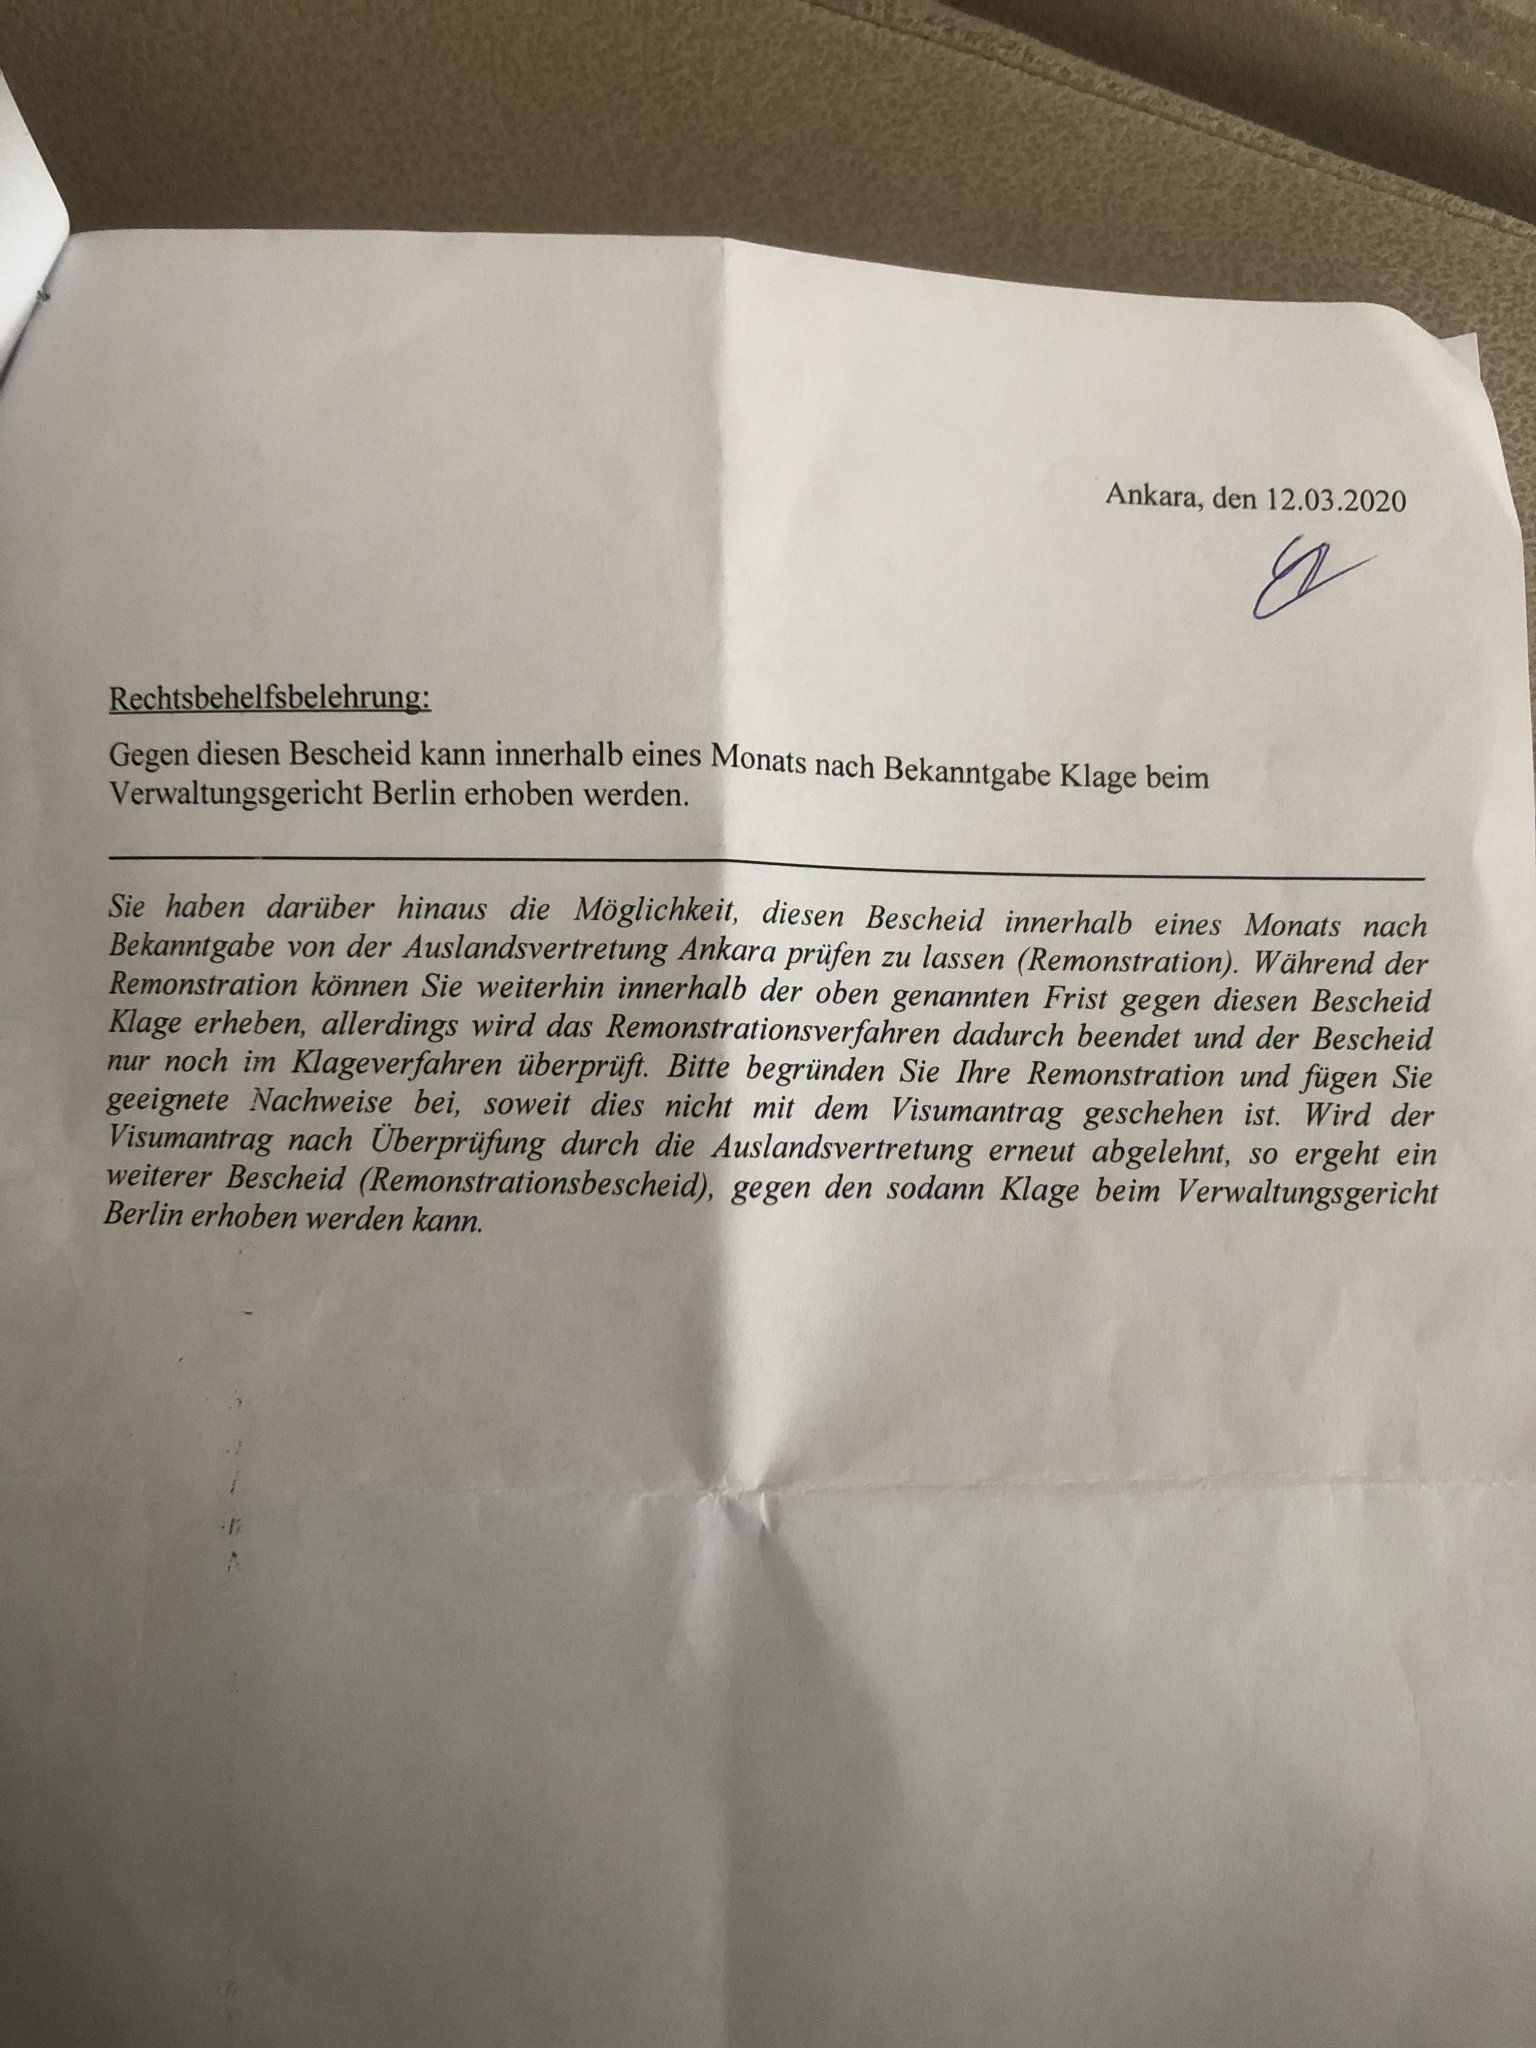 Ankara, den 12.03.2020
Rechtsbehelfsbelehrung:
Gegen diesen Bescheid kann innerhalb eines Monats nach Bekanntgabe Klage beim
Verwaltungsgericht Berlin erhoben werden.
Sie haben darüber hinaus die Möglichkeit, diesen Bescheid innerhalb eines Monats nach
Bekanntgabe von der Auslandsvertretung Ankara prüfen zu lassen (Remonstration). Während der
Remonstration können Sie weiterhin innerhalb der oben genannten Frist gegen diesen Bescheid
Klage erheben, allerdings wird das Remonstrationsverfahren dadurch beendet und der Bescheid
nur noch im Klageverfahren überprüft. Bitte begründen Sie Ihre Remonstration und fügen Sie
geeignete Nachweise bei, soweit dies nicht mit dem Visumantrag geschehen ist. Wird der
Visumantrag nach Überprüfung durch die Auslandsvertretung erneut abgelehnt, so ergeht ein
weiterer Bescheid (Remonstrationsbescheid), gegen den sodann Klage beim Verwaltungsgericht
Berlin erhoben werden kann.